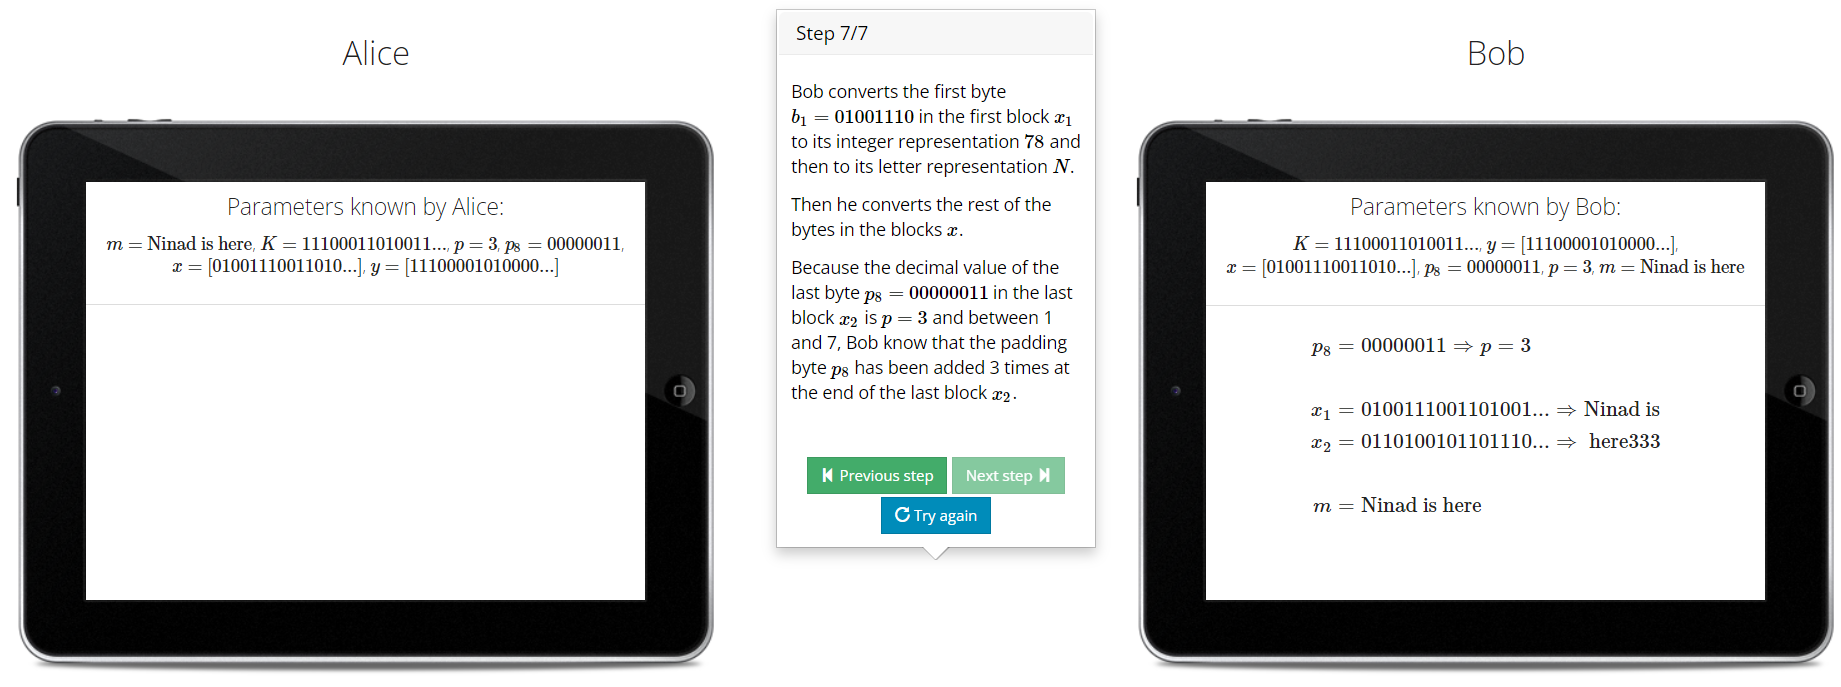 Alice
Parameters known by Alice:
m = Ninad is here, K = 11100011010011..., p = 3, p₈ = 00000011,
x = [01001110011010...], y = [11100001010000...]
Step 7/7
Bob converts the first byte
b₁ = 01001110 in the first block x₁
to its integer representation 78 and
then to its letter representation N.
Then he converts the rest of the
bytes in the blocks x.
Because the decimal value of the
last byte p₈ = 00000011 in the last
block x₂ is p = 3 and between 1
and 7, Bob know that the padding
byte p₈ has been added 3 times at
the end of the last block x₂.
Previous step
Next step
Try again
Bob
Parameters known by Bob:
K = 11100011010011..., y = [11100001010000...],
x = [01001110011010...], p₈ = 00000011, p = 3, m = Ninad is here
p₈ = 00000011 ⇒ p = 3
x₁ = 0100111001101001... ⇒ Ninad is
x₂ = 0110100101101110... ⇒ here333
m = Ninad is here